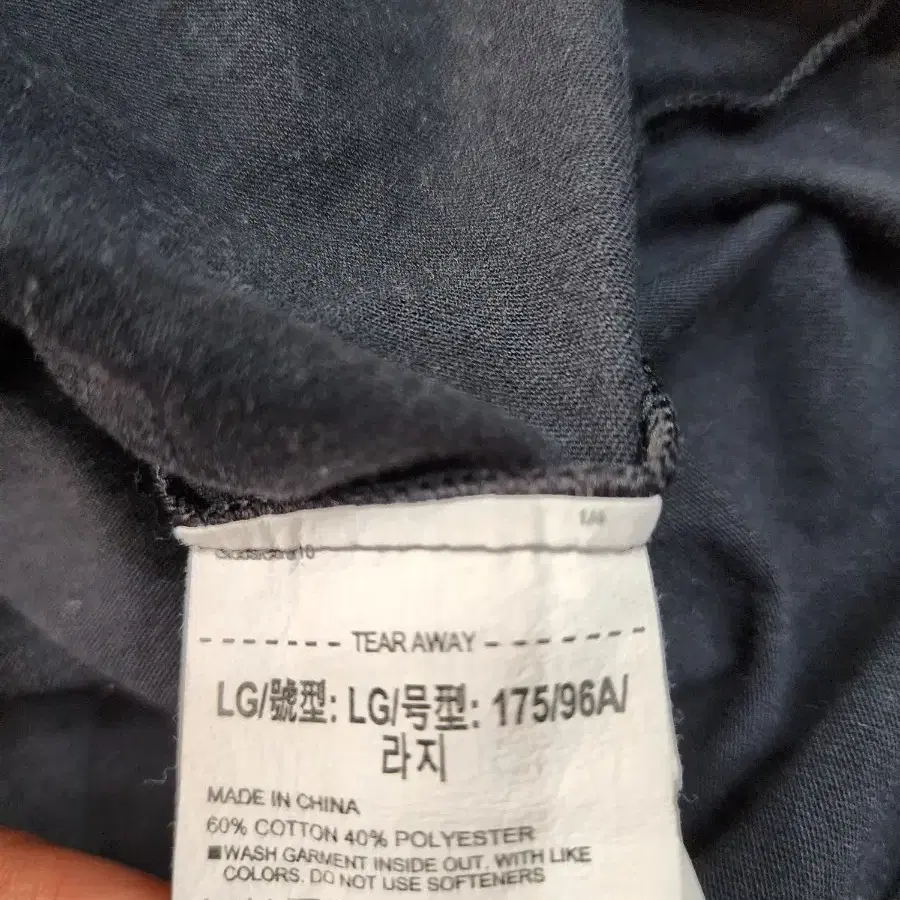 TEAR AWAY
LG/號型: LG/号型: 175/96A/
라지
MADE IN CHINA
60% COTTON 40% POLYESTER
■WASH GARMENT INSIDE OUT. WITH LIKE
COLORS. DO NOT USE SOFTENERS